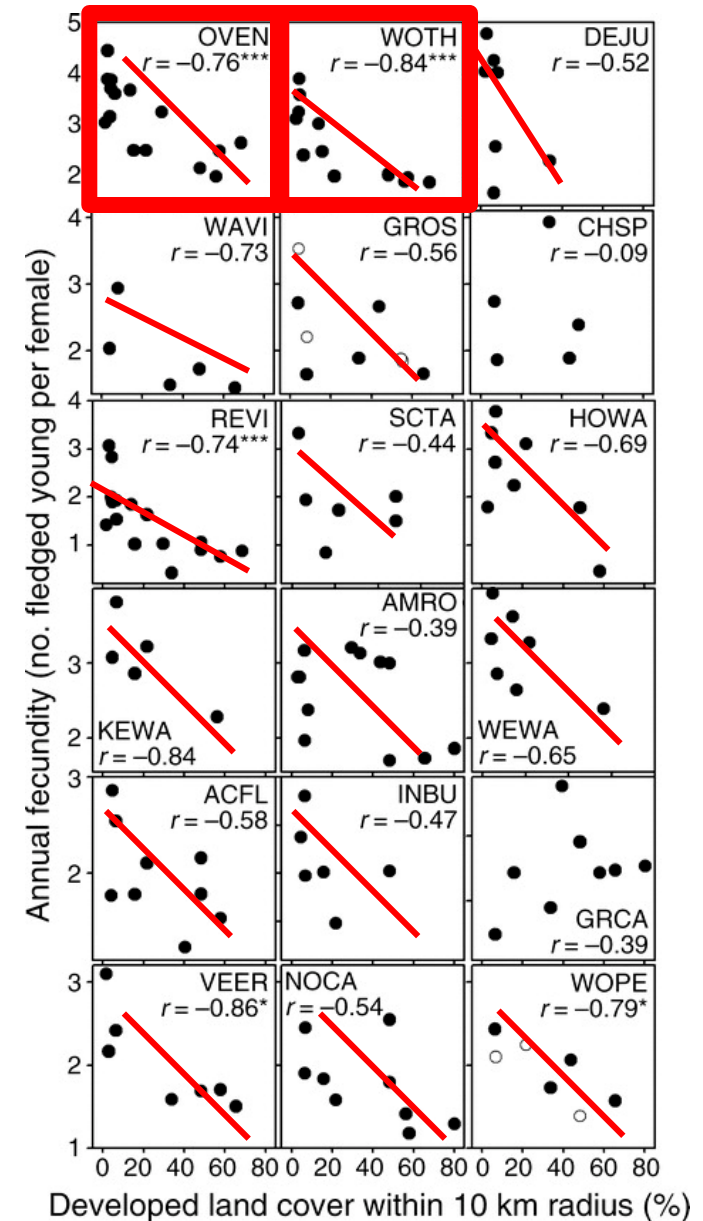 Annual fecundity (no. fledged young per female)
5
4
3
2
OVEN
r = −0.76***
WOTH
r = −0.84***
DEJU
r = −0.52
4
3
2
WAVI
r = −0.73
GROS
r = −0.56
CHSP
r = −0.09
4
3
2
1
REVI
r = −0.74***
SCTA
r = −0.44
HOWA
r = −0.69
3
2
KEWA
r = −0.84
AMRO
r = −0.39
WEWA
r = −0.65
3
2
ACFL
r = −0.58
INBU
r = −0.47
GRCA
r = −0.39
3
2
1
VEER
r = −0.86*
NOCA
r = −0.54
WOPE
r = −0.79*
0 20 40 60 80 0 20 40 60 80 0 20 40 60 80
Developed land cover within 10 km radius (%)